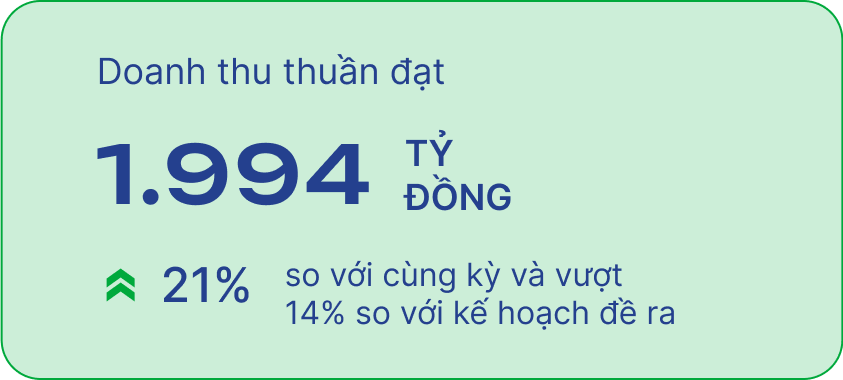 Doanh thu thuần đạt
1.994 TỶ ĐỒNG
21% so với cùng kỳ và vượt
14% so với kế hoạch đề ra